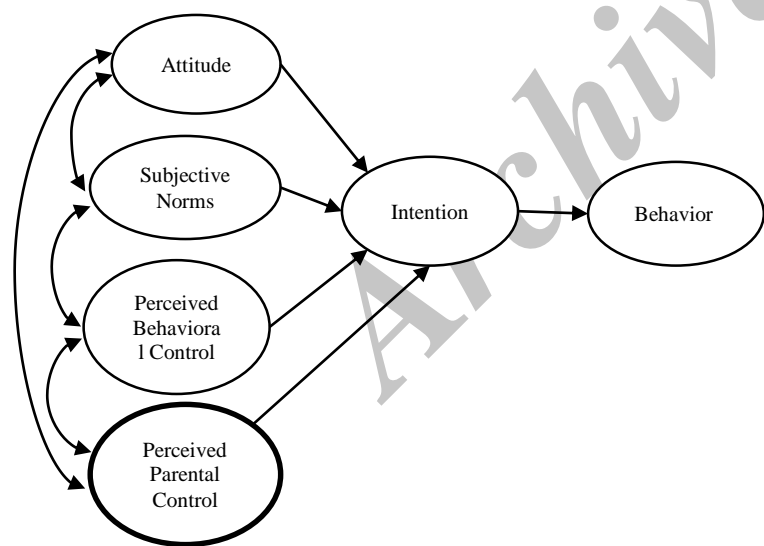 Attitude
Subjective
Norms
Perceived
Behaviora
l Control
Perceived
Parental
Control
Intention
Behavior
Archive